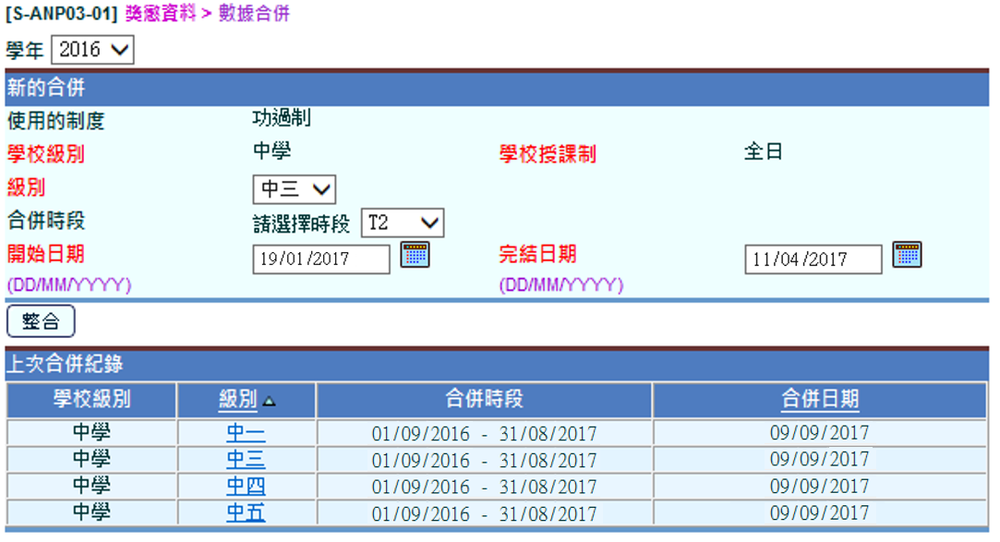 [S-ANP03-01] 獎懲資料 > 數據合併
學年 2016
新的合併
使用的制度 功過制
學校級別 中學 學校授課制 全日
級別 中三
合併時段 請選擇時段 T2
開始日期 19/01/2017 完結日期 11/04/2017
(DD/MM/YYYY) (DD/MM/YYYY)
整合
上次合併紀錄
學校級別 級別 合併時段 合併日期
中學 中一 01/09/2016 - 31/08/2017 09/09/2017
中學 中三 01/09/2016 - 31/08/2017 09/09/2017
中學 中四 01/09/2016 - 31/08/2017 09/09/2017
中學 中五 01/09/2016 - 31/08/2017 09/09/2017